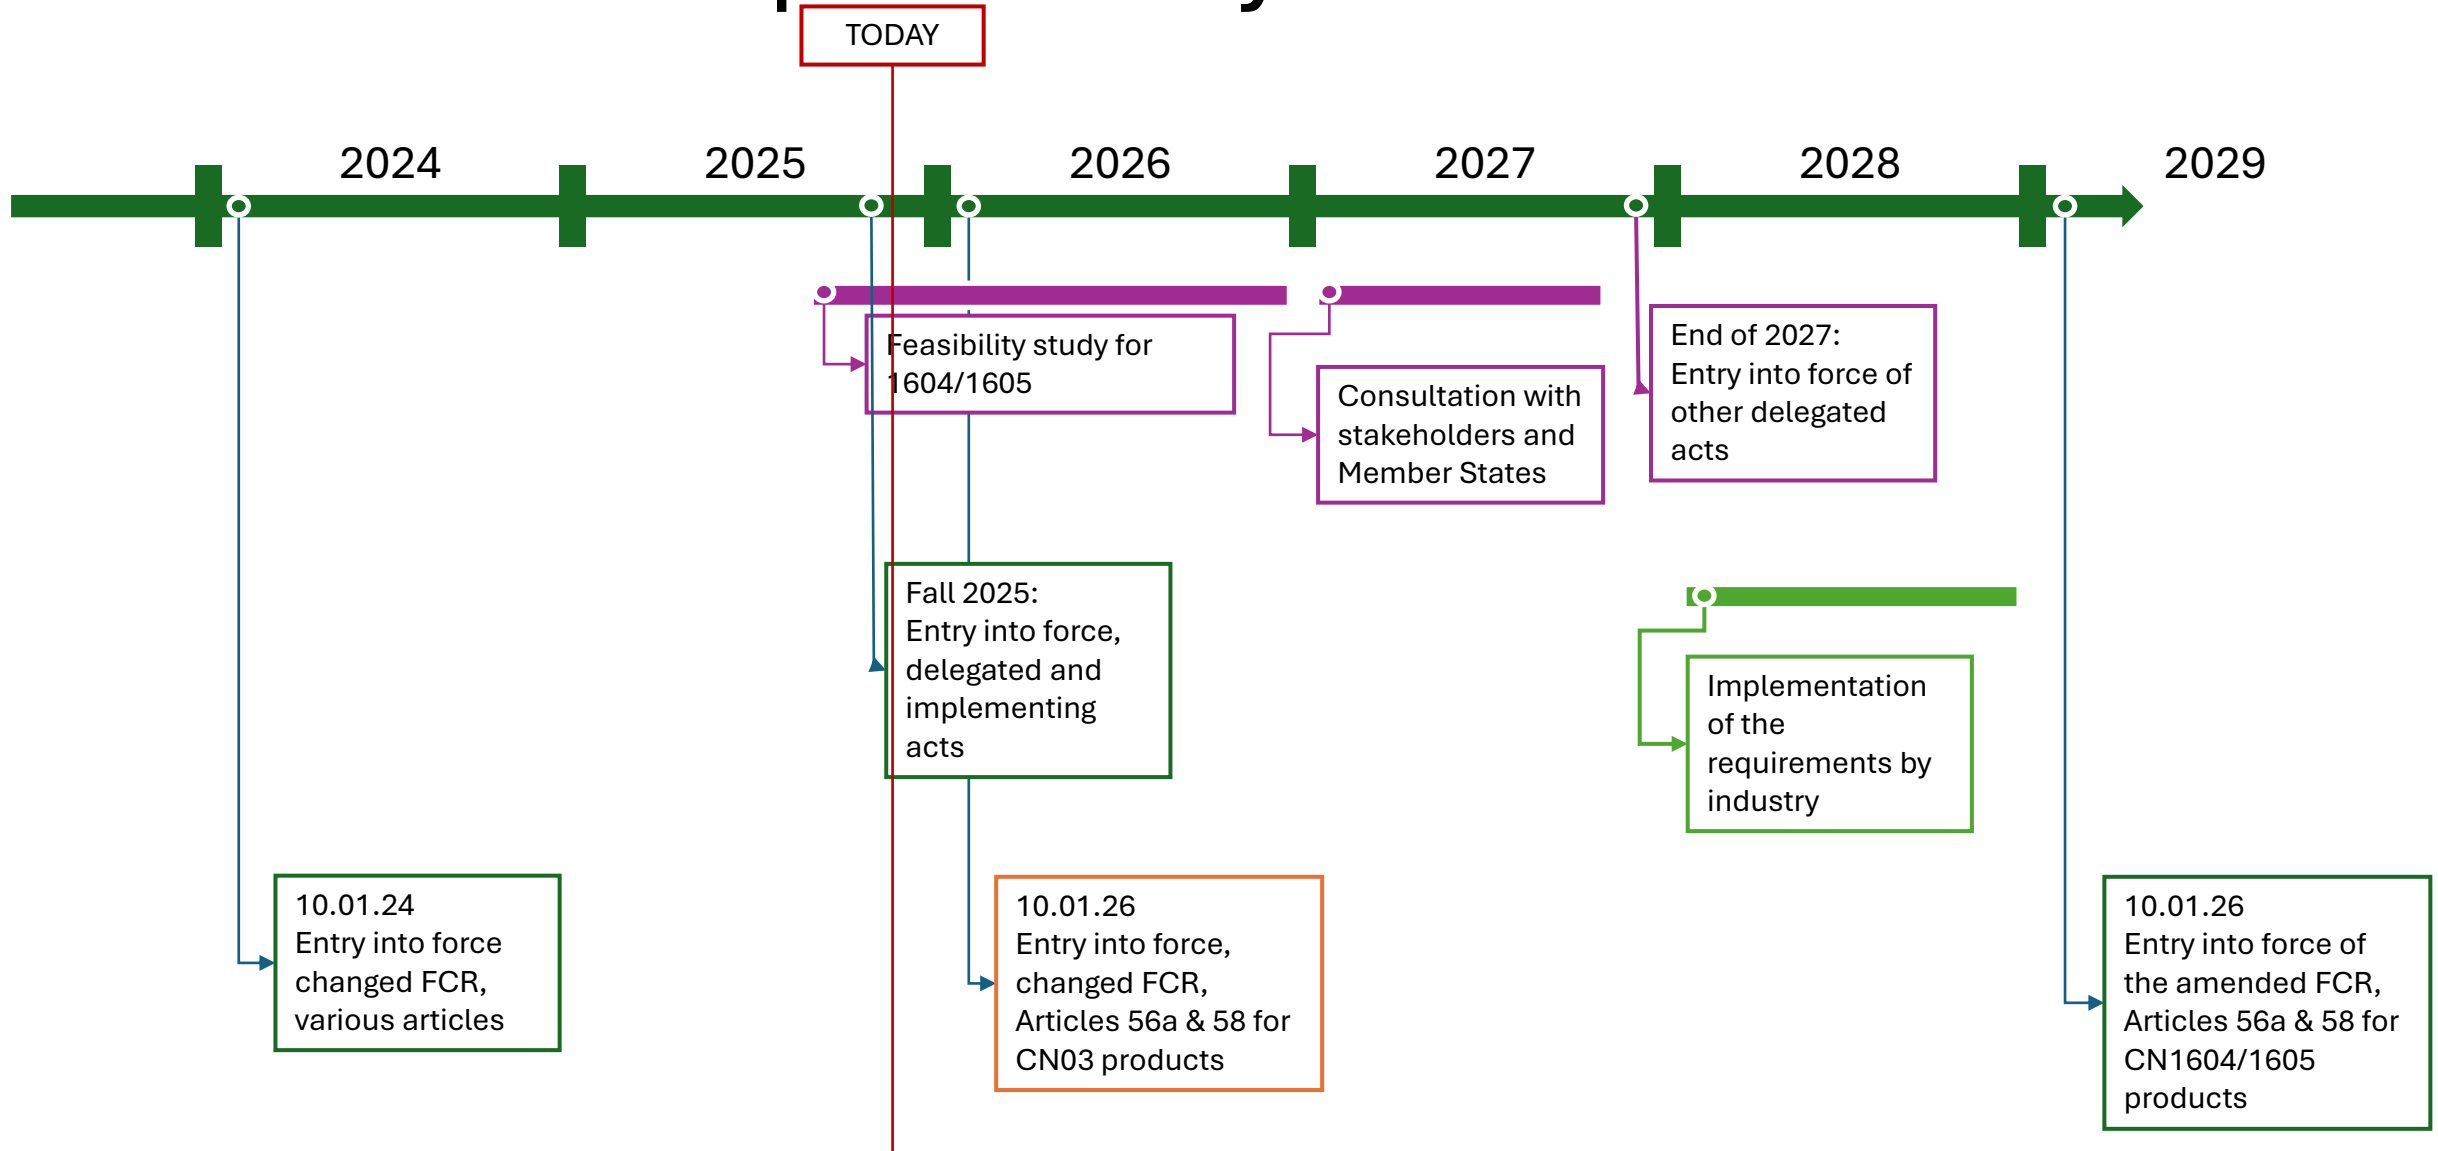 TODAY
2024
2025
2026
2027
2028
2029
Feasibility study for
1604/1605
Consultation with
stakeholders and
Member States
End of 2027:
Entry into force of
other delegated
acts
Fall 2025:
Entry into force,
delegated and
implementing
acts
Implementation
of the
requirements by
industry
10.01.24
Entry into force
changed FCR,
various articles
10.01.26
Entry into force,
changed FCR,
Articles 56a & 58 for
CN03 products
10.01.26
Entry into force of
the amended FCR,
Articles 56a & 58 for
CN1604/1605
products